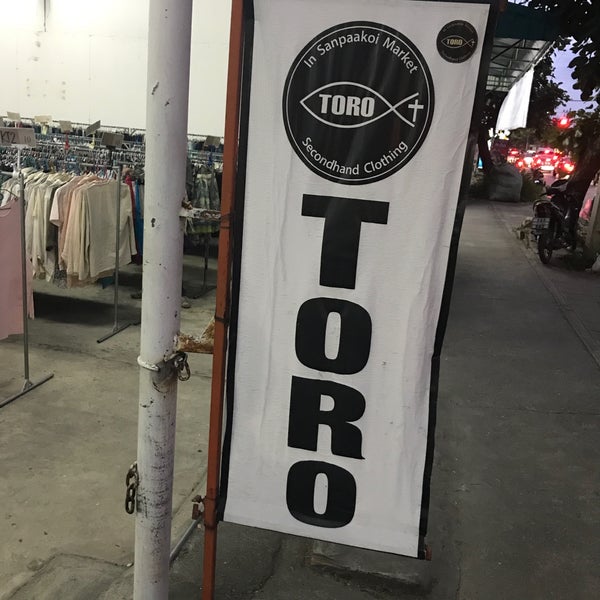 In Sanpaakoi Market
TORO
Secondhand Clothing
TORO
TORO